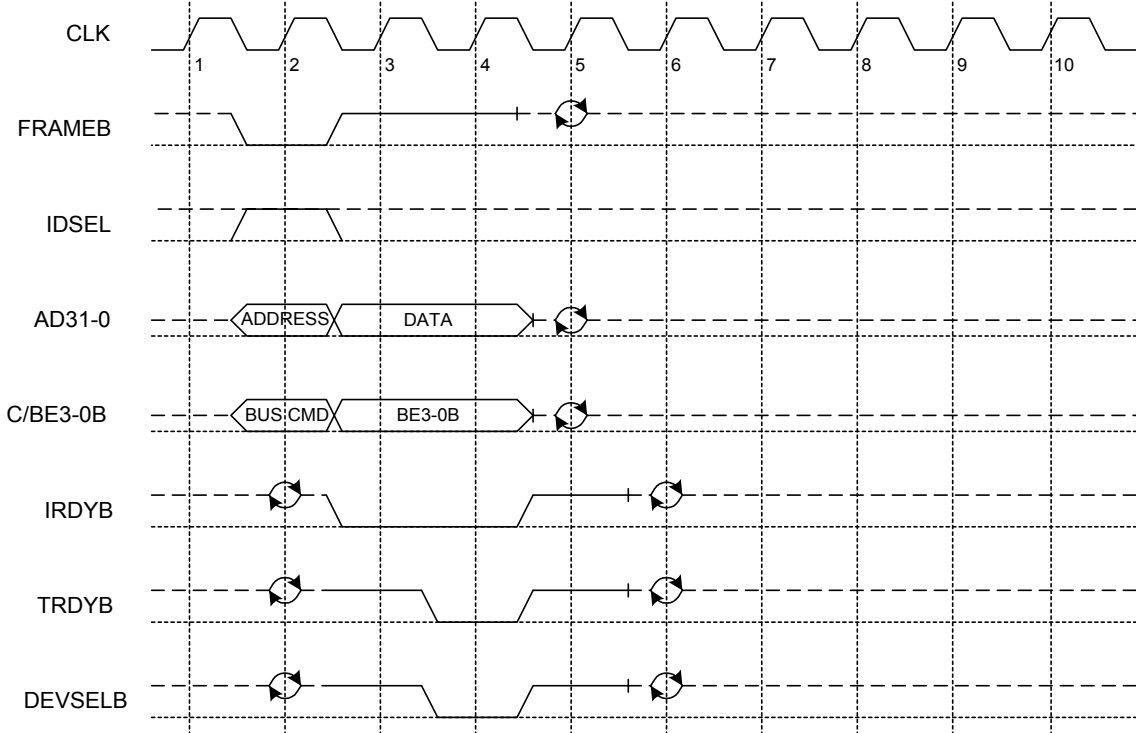 CLK
1 2 3 4 5 6 7 8 9 10
FRAMEB
IDSEL
AD31-0 ADDRESS DATA
C/BE3-0B BUS CMD BE3-0B
IRDYB
TRDYB
DEVSELB